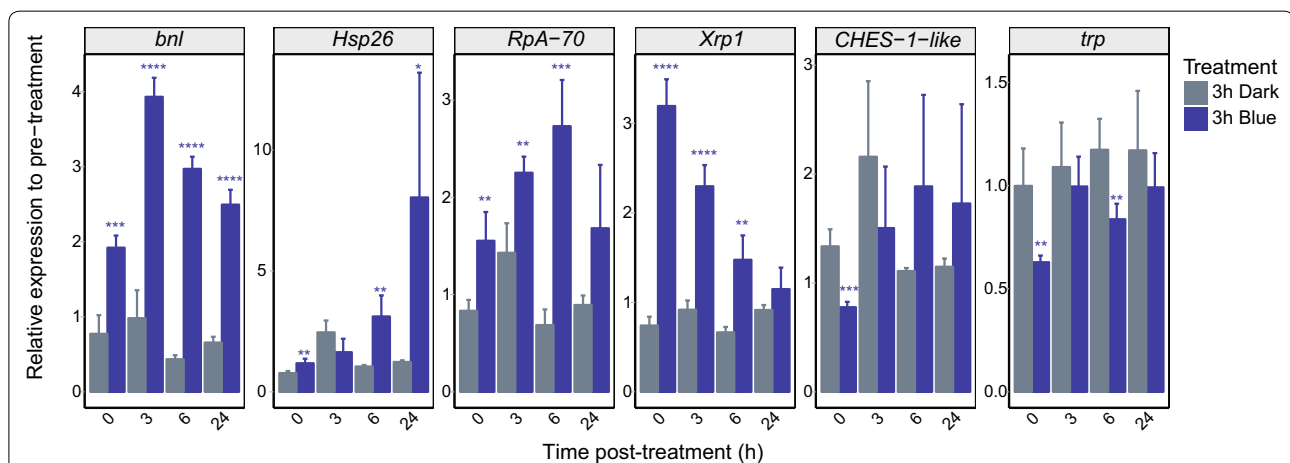 bnl Hsp26 RpA-70 Xrp1 CHES-1-like trp
Relative expression to pre-treatment
0 1 2 3 4
*** **** **** ****
0 3 6 24
0 5 10
** ** *
0 3 6 24
0 1 2 3
** ** ***
0 3 6 24
0 1 2 3
**** **** **
0 3 6 24
0 1 2 3
***
0 3 6 24
0.0 0.5 1.0 1.5
** **
0 3 6 24
Time post-treatment (h)
Treatment
3h Dark
3h Blue